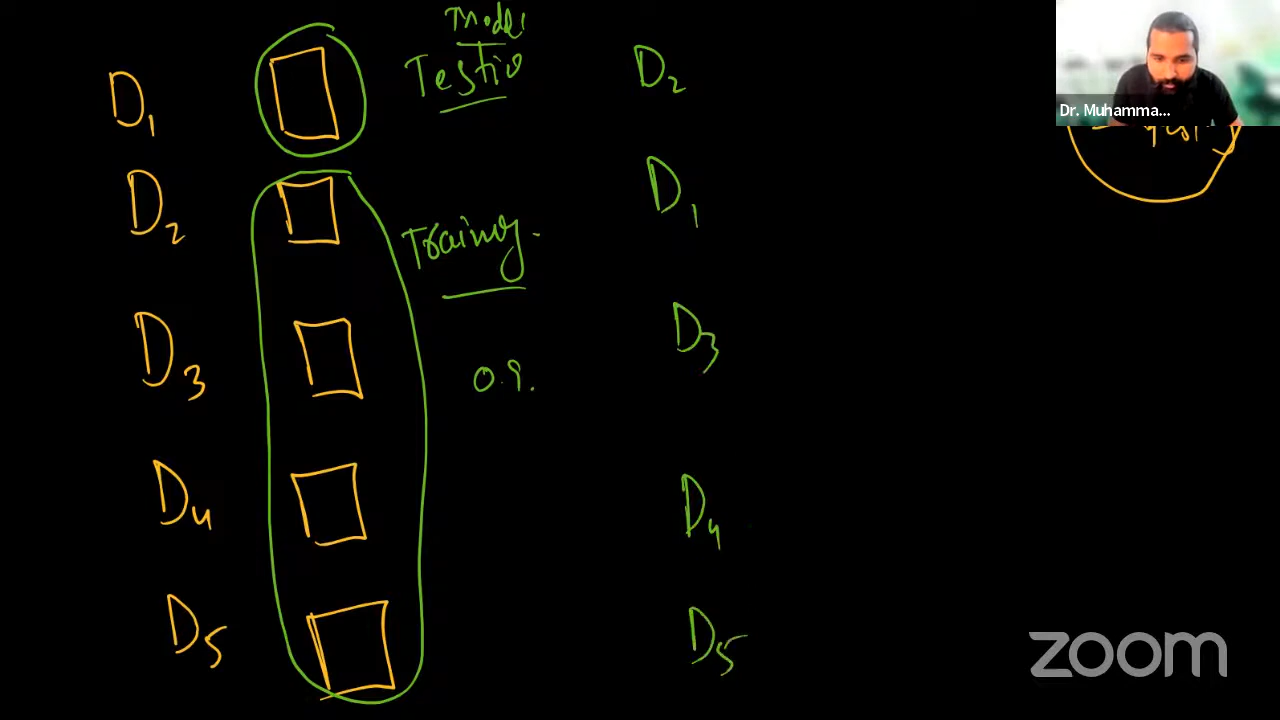 Model
Testing
D1
D2
Dr. Muhamma...
D2
Training.
D1
D3
0.9.
D3
D4
D4
D5
D5
zoom